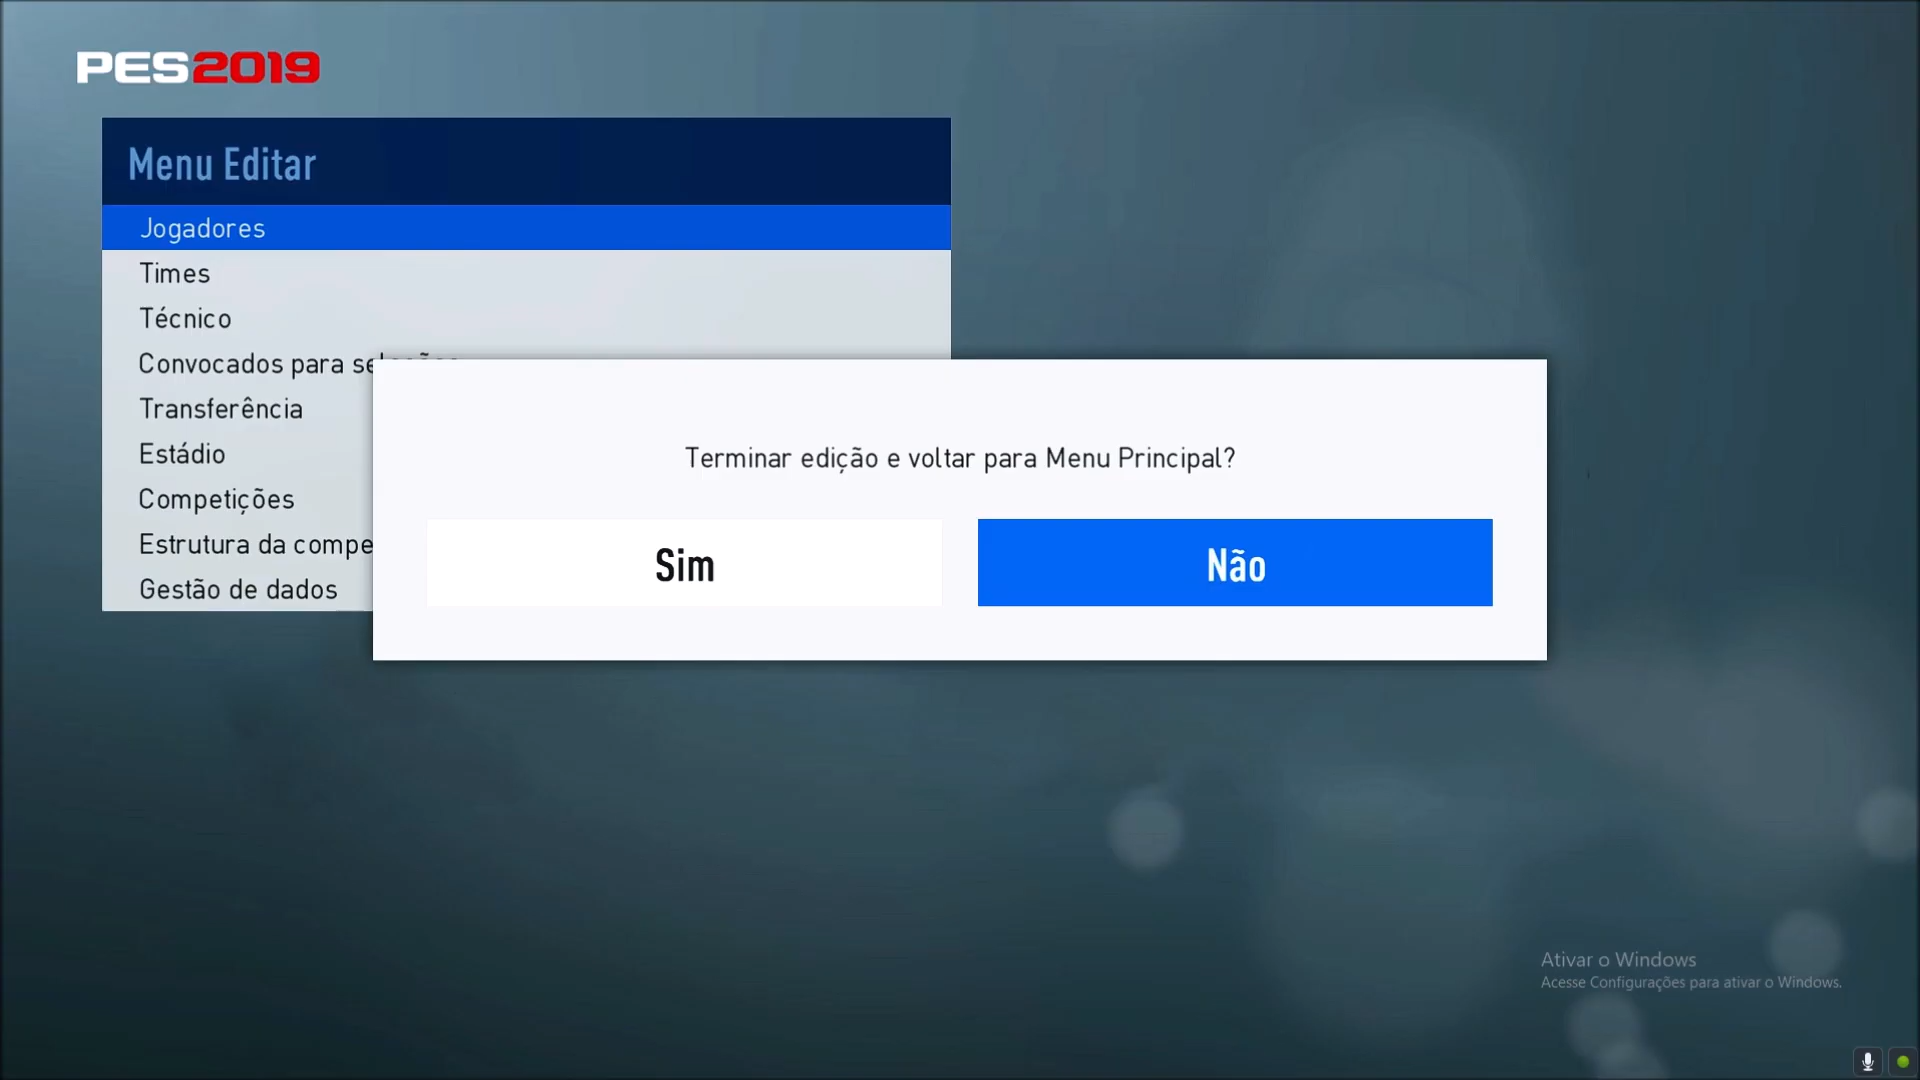 PES2019
Menu Editar
Jogadores
Times
Técnico
Convocados para seleções
Transferência
Estádio
Competições
Estrutura da compe
Gestão de dados
Terminar edição e voltar para Menu Principal?
Sim
Não
Ativar o Windows
Acesse Configurações para ativar o Windows.